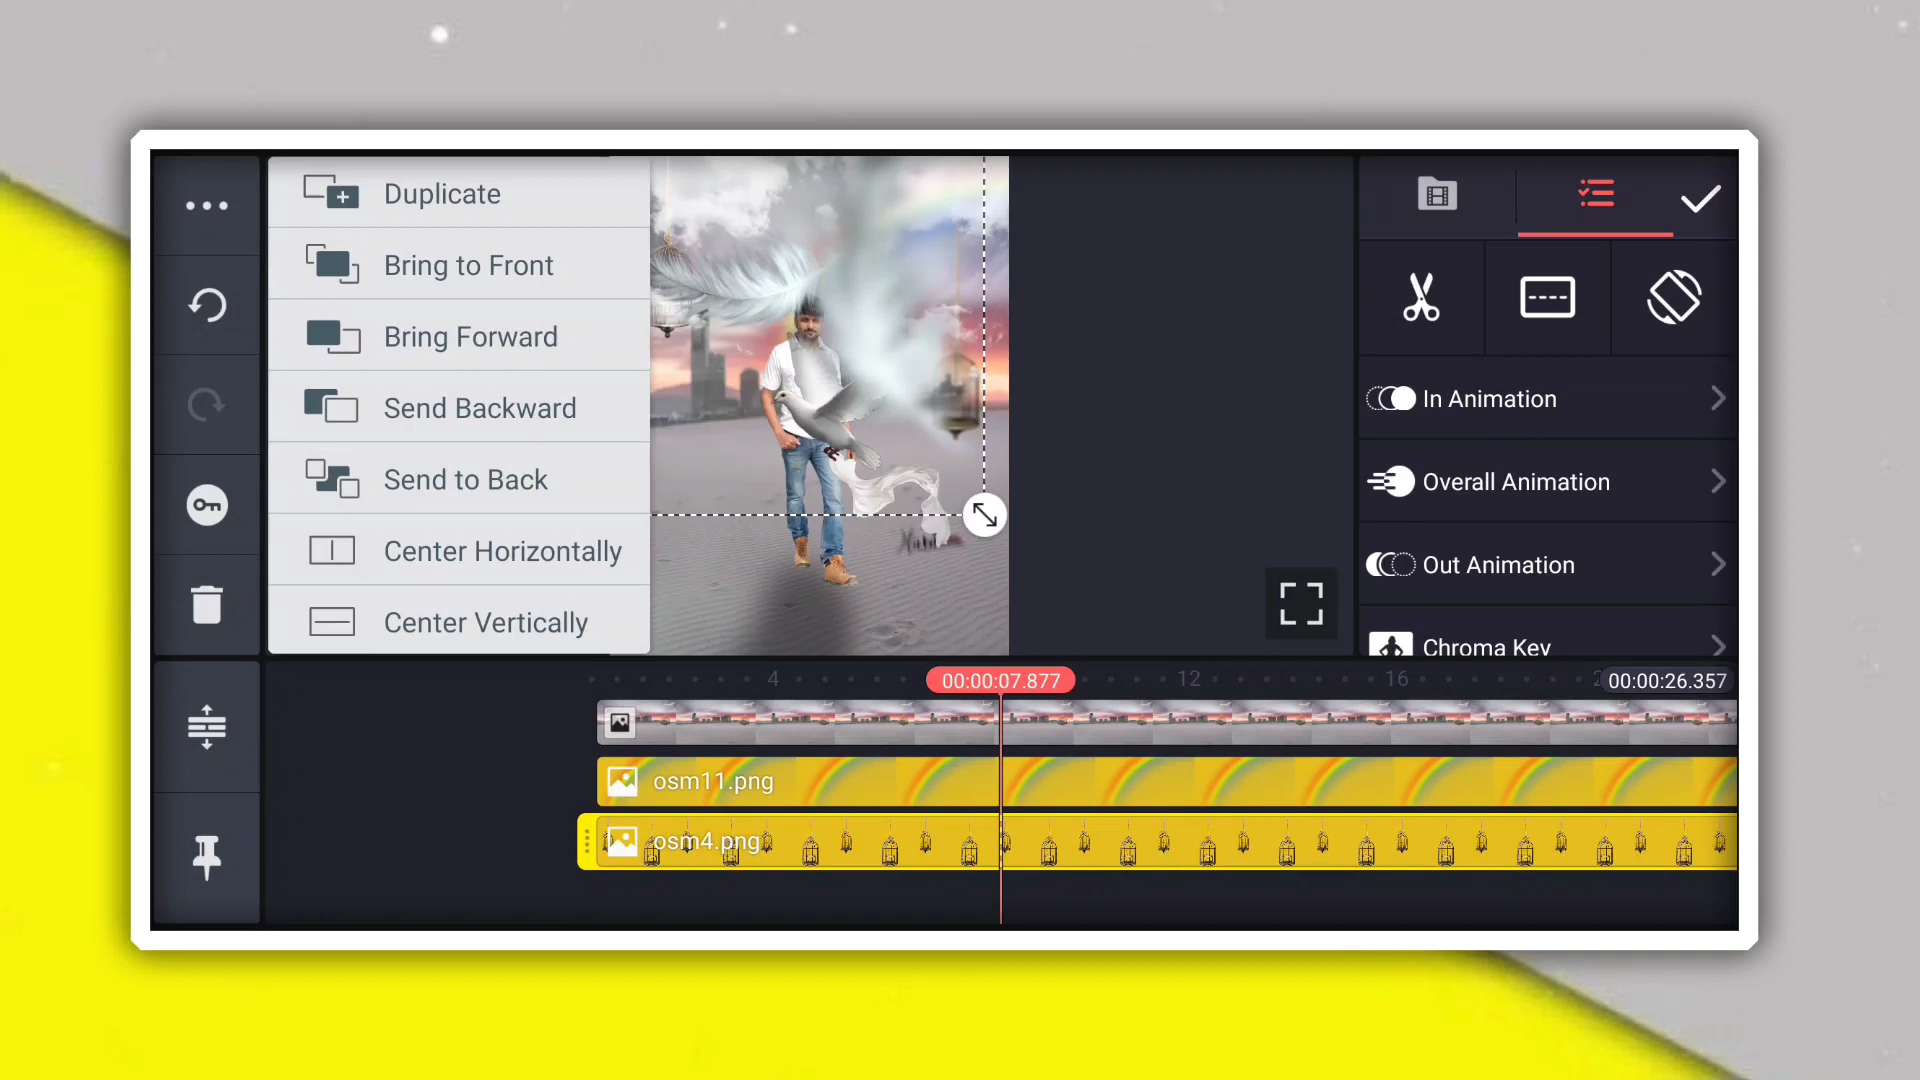 Duplicate
Bring to Front
Bring Forward
Send Backward
Send to Back
Center Horizontally
Center Vertically
In Animation
Overall Animation
Out Animation
Chroma Key
4
00:00:07.877
12
16
00:00:26.357
osm11.png
osm4.png